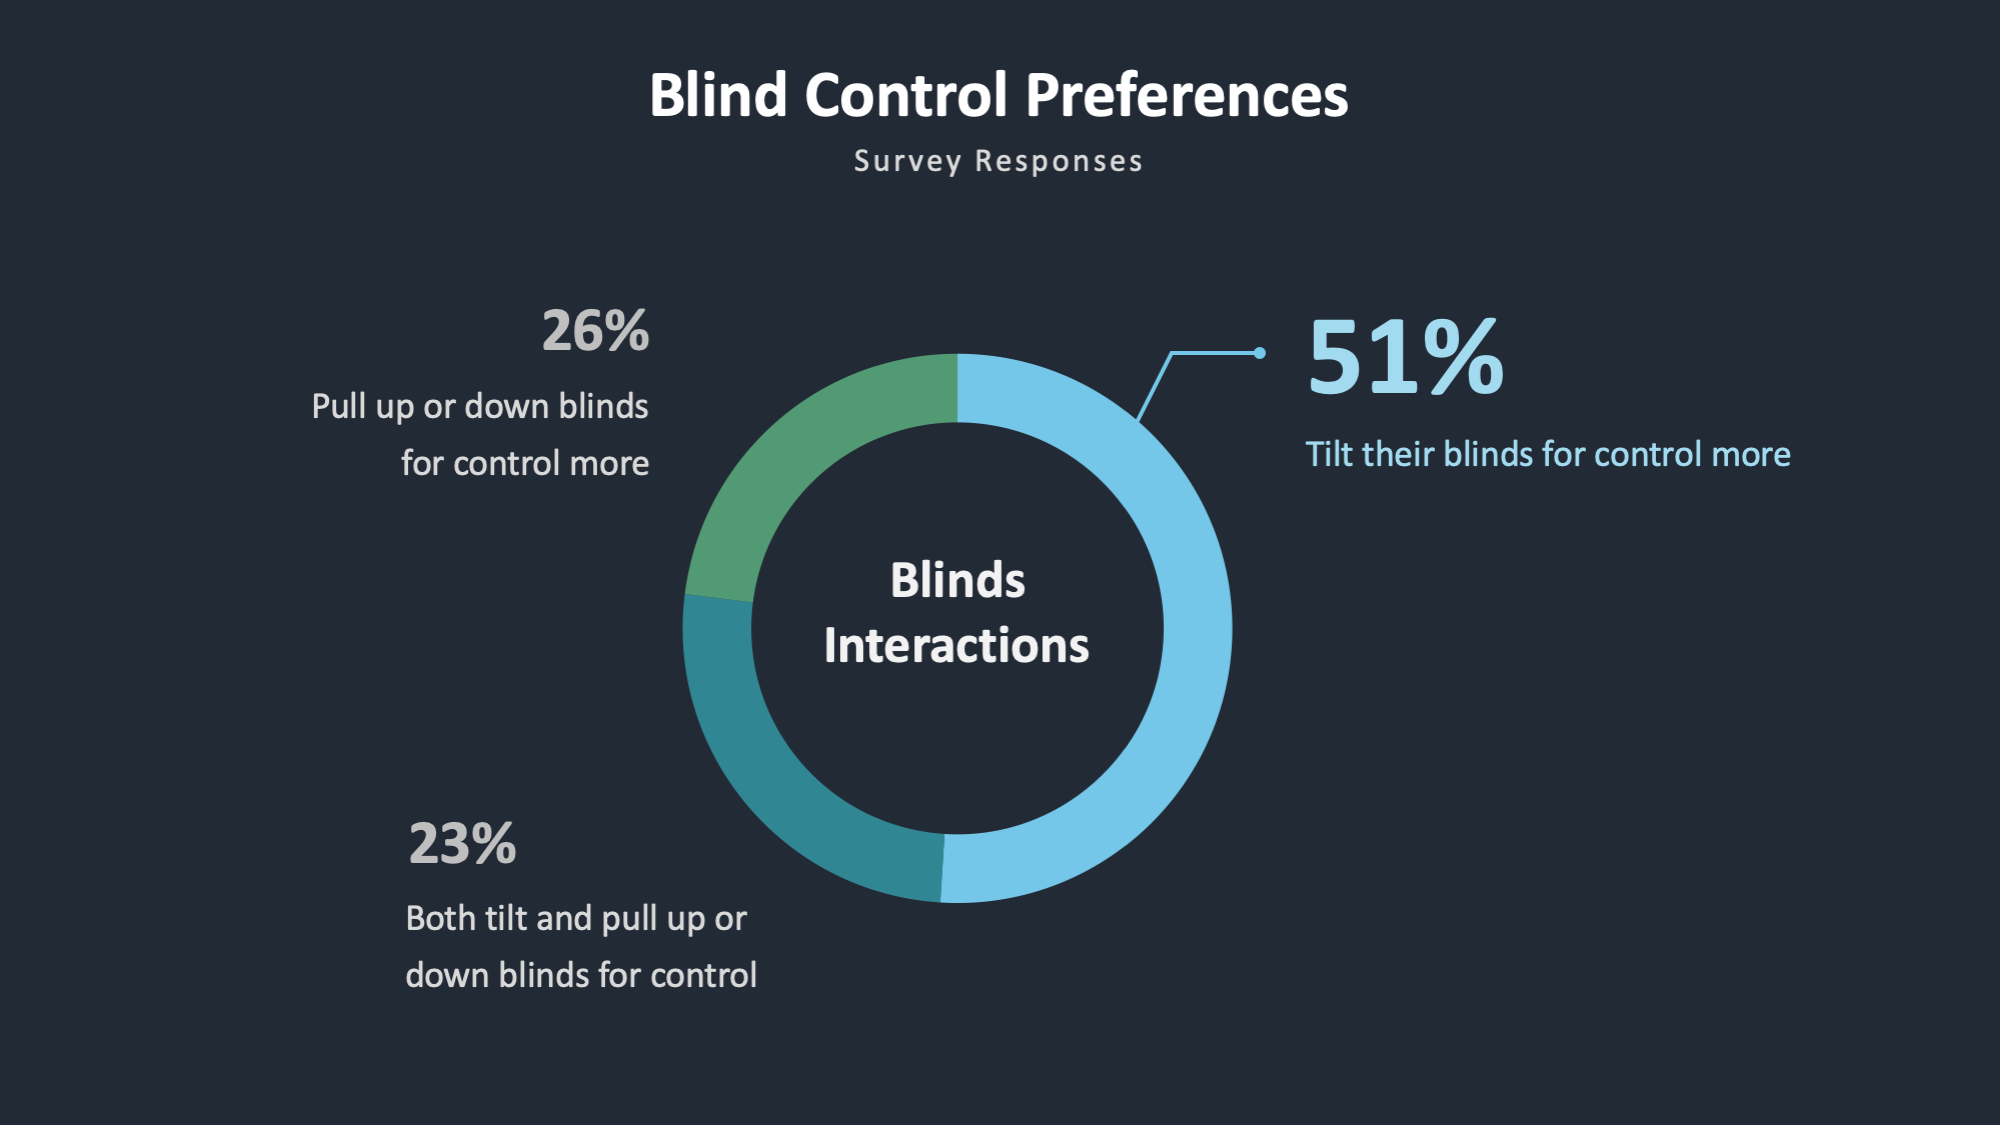 Blind Control Preferences
Survey Responses
26%
Pull up or down blinds
for control more
51%
Tilt their blinds for control more
Blinds
Interactions
23%
Both tilt and pull up or
down blinds for control